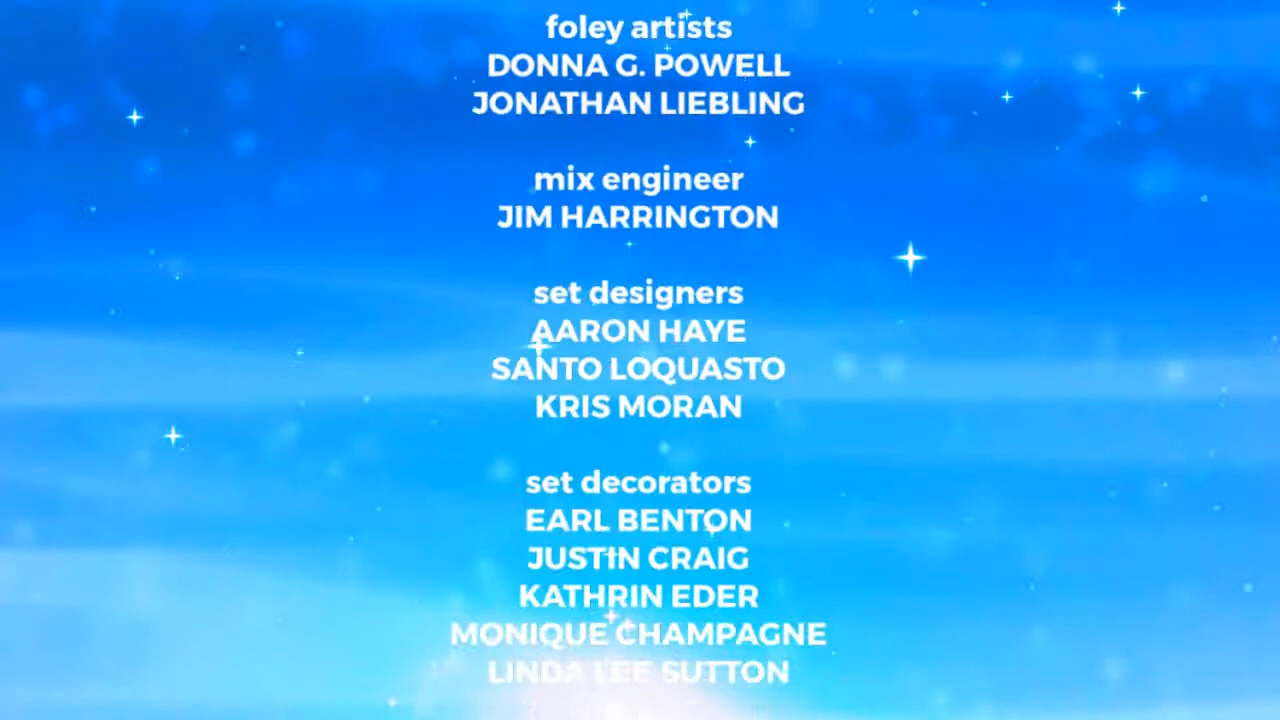 foley artists
DONNA G. POWELL
JONATHAN LIEBLING
mix engineer
JIM HARRINGTON
set designers
AARON HAYE
SANTO LOQUASTO
KRIS MORAN
set decorators
EARL BENTON
JUSTIN CRAIG
KATHRIN EDER
MONIQUE CHAMPAGNE
LINDA LEE SUTTON